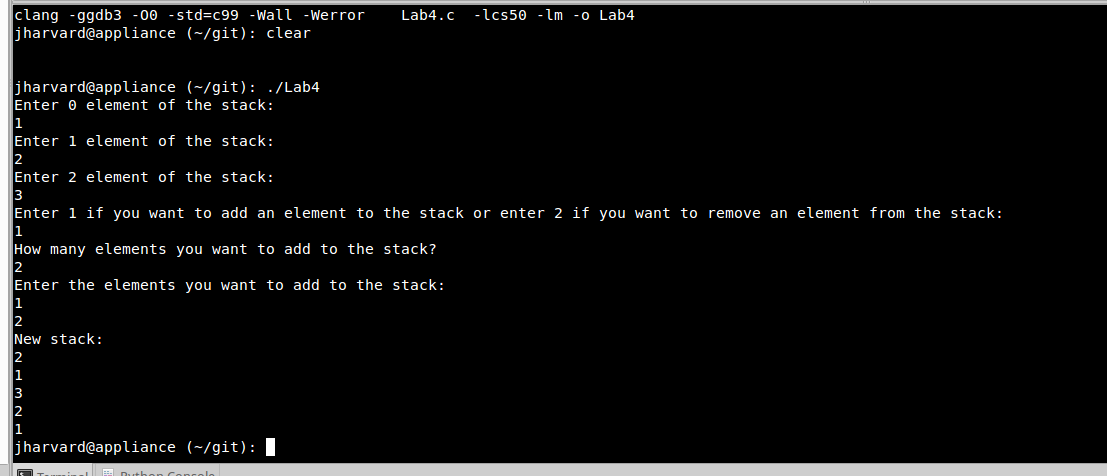 clang -ggdb3 -O0 -std=c99 -Wall -Werror    Lab4.c  -lcs50 -lm -o Lab4
jharvard@appliance (~/git): clear
jharvard@appliance (~/git): ./Lab4
Enter 0 element of the stack:
1
Enter 1 element of the stack:
2
Enter 2 element of the stack:
3
Enter 1 if you want to add an element to the stack or enter 2 if you want to remove an element from the stack:
1
How many elements you want to add to the stack?
2
Enter the elements you want to add to the stack:
1
2
New stack:
2
1
3
2
1
jharvard@appliance (~/git):
Terminal
Python Console